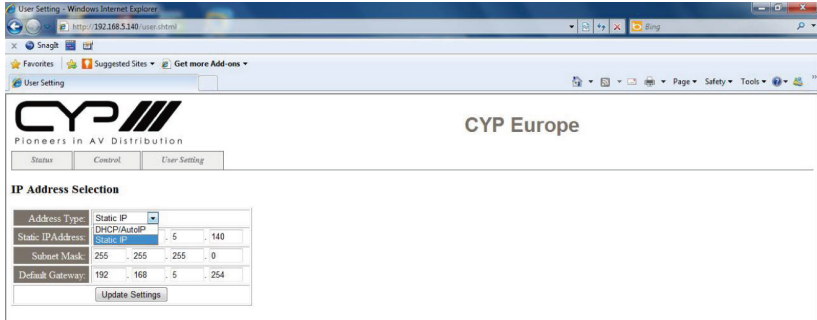 User Setting - Windows Internet Explorer
http://192.168.5.140/user.shtml
Bing
x Snagit
Favorites Suggested Sites Get more Add-ons
User Setting
Page Safety Tools
CYP
Pioneers in AV Distribution
CYP Europe
Status Control User Setting
IP Address Selection
Address Type: Static IP
DHCP/AutoIP
Static IPAddress: Static IP . 5 . 140
Subnet Mask: 255 . 255 . 255 . 0
Default Gateway: 192 . 168 . 5 . 254
Update Settings